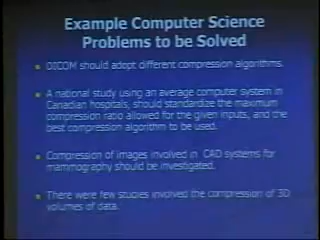 Example Computer Science
Problems to be Solved
DICOM should adopt different compression algorithms.
A national study using an average computer system in
Canadian hospitals, should standardize the maximum
compression ratio allowed for the given inputs, and the
best compression algorithm to be used.
Compression of images involved in CAD systems for
mammography should be investigated.
There were few studies involved the compression of 3D
volumes of data.